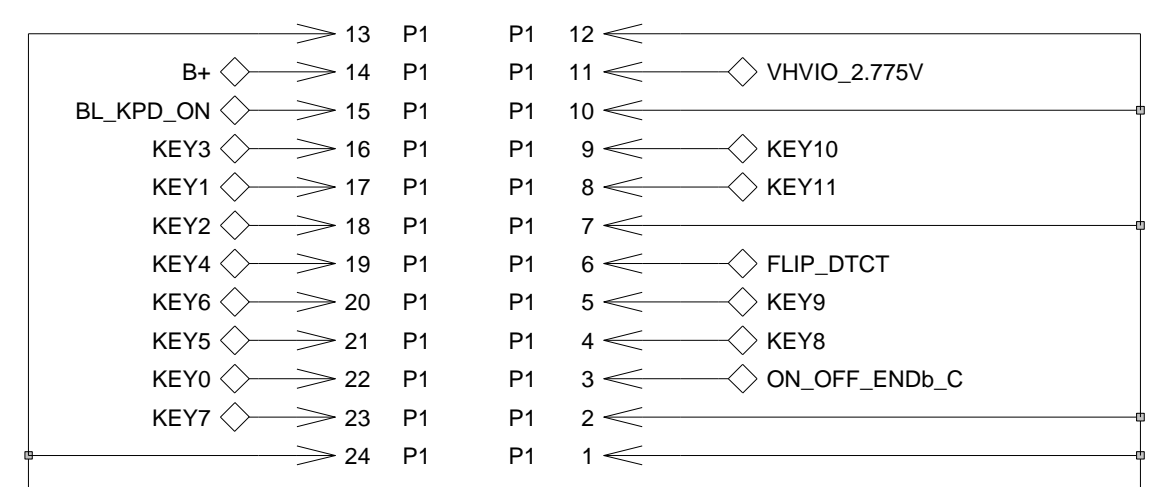 13 P1 P1 12
B+ 14 P1 P1 11 VHVIO_2.775V
BL_KPD_ON 15 P1 P1 10
KEY3 16 P1 P1 9 KEY10
KEY1 17 P1 P1 8 KEY11
KEY2 18 P1 P1 7
KEY4 19 P1 P1 6 FLIP_DTCT
KEY6 20 P1 P1 5 KEY9
KEY5 21 P1 P1 4 KEY8
KEY0 22 P1 P1 3 ON_OFF_ENDb_C
KEY7 23 P1 P1 2
24 P1 P1 1